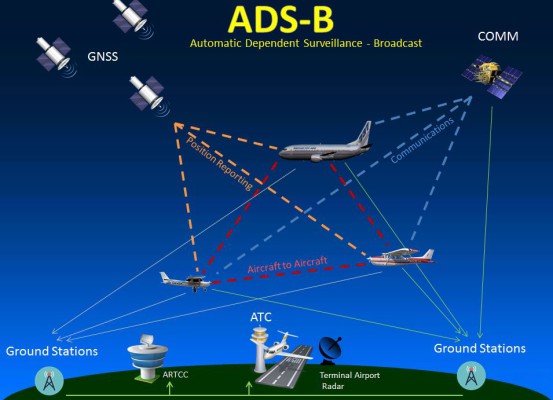 ADS-B
Automatic Dependent Surveillance - Broadcast
COMM
GNSS
Communications
Position Reporting
Aircraft to Aircraft
ATC
Ground Stations
Ground Stations
ARTCC
Terminal Airport
Radar